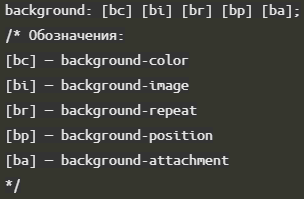 background: [bc] [bi] [br] [bp] [ba];
/* Обозначения:
[bc] — background-color
[bi] — background-image
[br] — background-repeat
[bp] — background-position
[ba] — background-attachment
*/